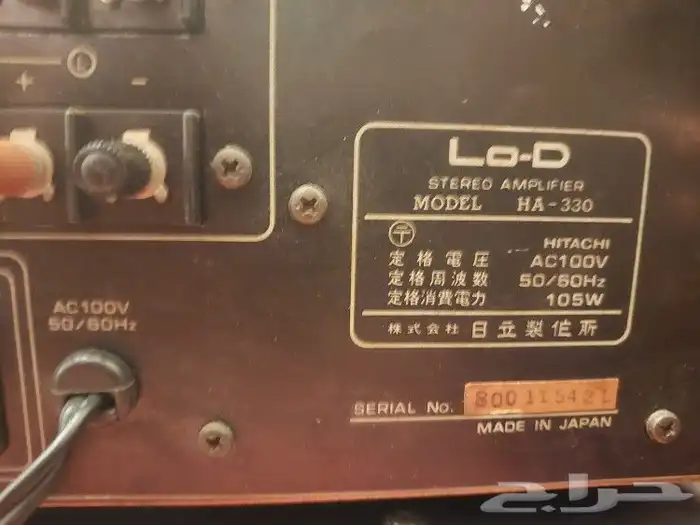 L
+ -
Lo-D
STEREO AMPLIFIER
MODEL HA-330
〒 HITACHI
定格電圧 AC100V
定格周波数 50/60Hz
定格消費電力 105W
株式会社 日立製作所
AC100V
50/60Hz
SERIAL No. 80011542
MADE IN JAPAN
حراج